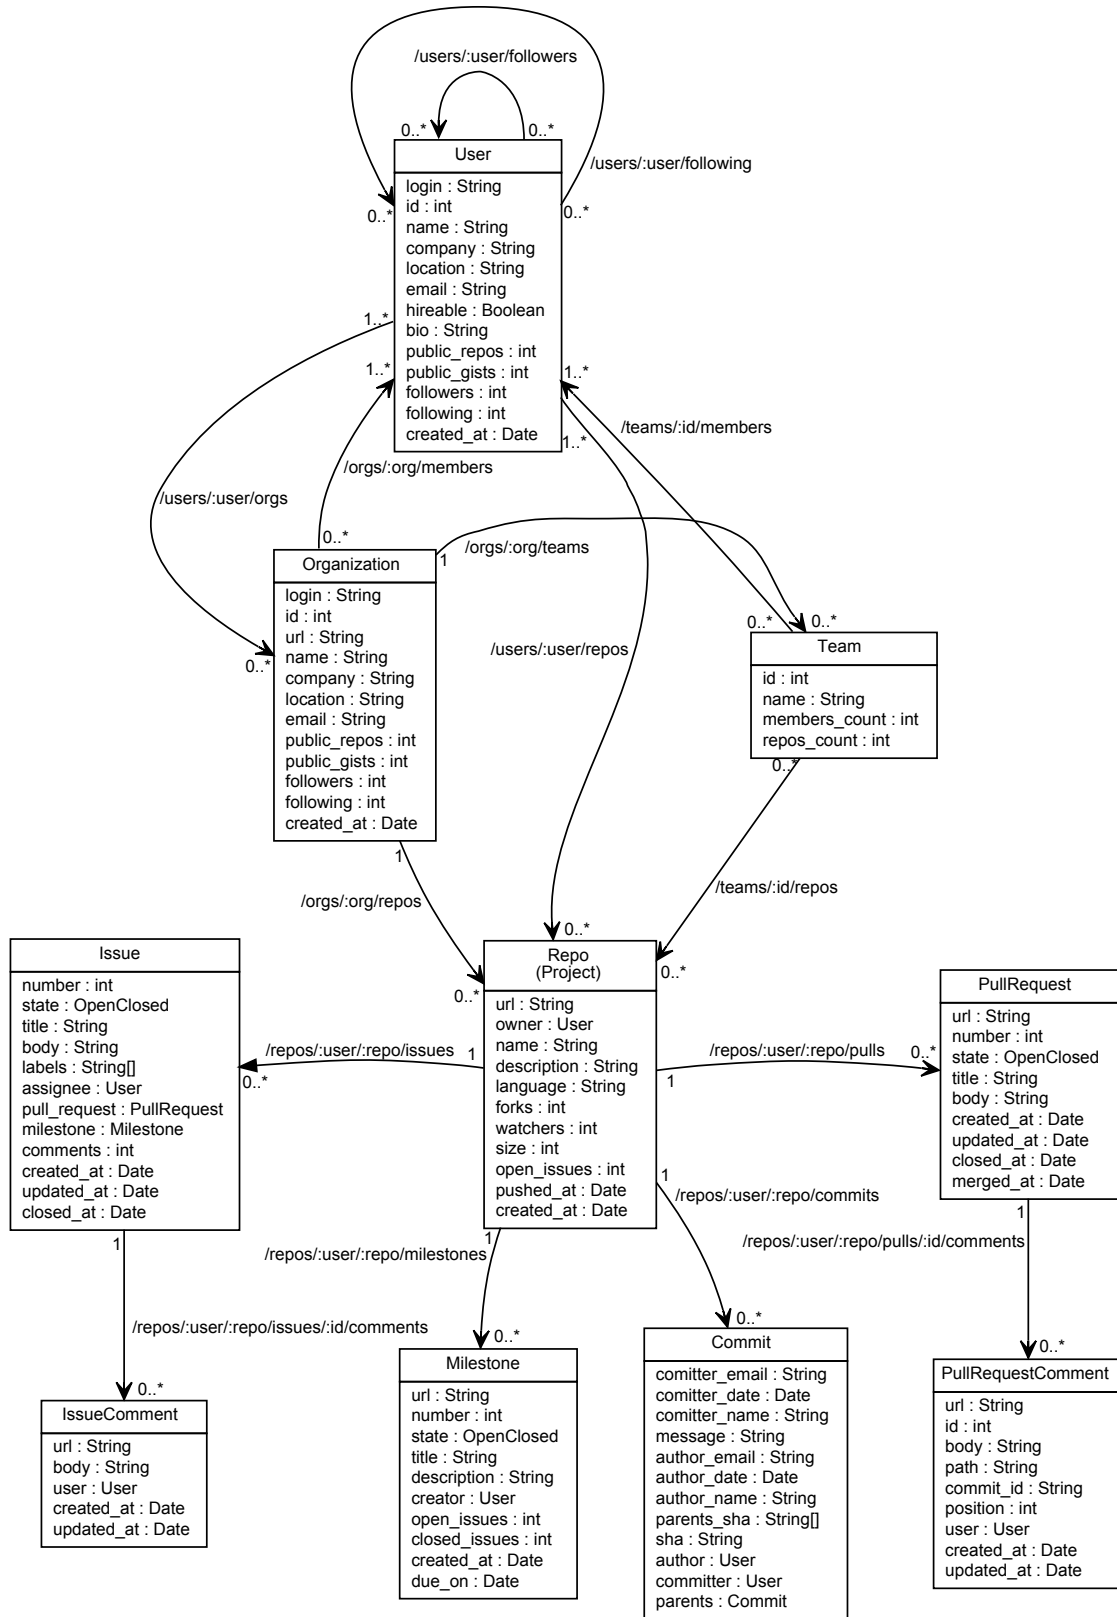 /users/:user/followers
0..*
0..*
/users/:user/following
User
login : String
id : int
name : String
company : String
location : String
email : String
hireable : Boolean
bio : String
public_repos : int
public_gists : int
followers : int
following : int
created_at : Date
0..*
0..*
1..*
1..*
1..*
1..*
/teams/:id/members
/orgs/:org/members
/users/:user/orgs
0..*
1
/orgs/:org/teams
0..*
0..*
Organization
login : String
id : int
url : String
name : String
company : String
location : String
email : String
public_repos : int
public_gists : int
followers : int
following : int
created_at : Date
0..*
/users/:user/repos
Team
id : int
name : String
members_count : int
repos_count : int
0..*
1
/orgs/:org/repos
/teams/:id/repos
0..*
0..*
0..*
Issue
number : int
state : OpenClosed
title : String
body : String
labels : String[]
assignee : User
pull_request : PullRequest
milestone : Milestone
comments : int
created_at : Date
updated_at : Date
closed_at : Date
Repo
(Project)
url : String
owner : User
name : String
description : String
language : String
forks : int
watchers : int
size : int
open_issues : int
pushed_at : Date
created_at : Date
PullRequest
url : String
number : int
state : OpenClosed
title : String
body : String
created_at : Date
updated_at : Date
closed_at : Date
merged_at : Date
/repos/:user/:repo/issues
1
0..*
/repos/:user/:repo/pulls
1
0..*
1
/repos/:user/:repo/commits
1
/repos/:user/:repo/milestones
1
/repos/:user/:repo/pulls/:id/comments
1
/repos/:user/:repo/issues/:id/comments
0..*
0..*
0..*
0..*
IssueComment
url : String
body : String
user : User
created_at : Date
updated_at : Date
Milestone
url : String
number : int
state : OpenClosed
title : String
description : String
creator : User
open_issues : int
closed_issues : int
created_at : Date
due_on : Date
Commit
comitter_email : String
comitter_date : Date
comitter_name : String
message : String
author_email : String
author_date : Date
author_name : String
parents_sha : String[]
sha : String
author : User
committer : User
parents : Commit
PullRequestComment
url : String
id : int
body : String
path : String
commit_id : String
position : int
user : User
created_at : Date
updated_at : Date